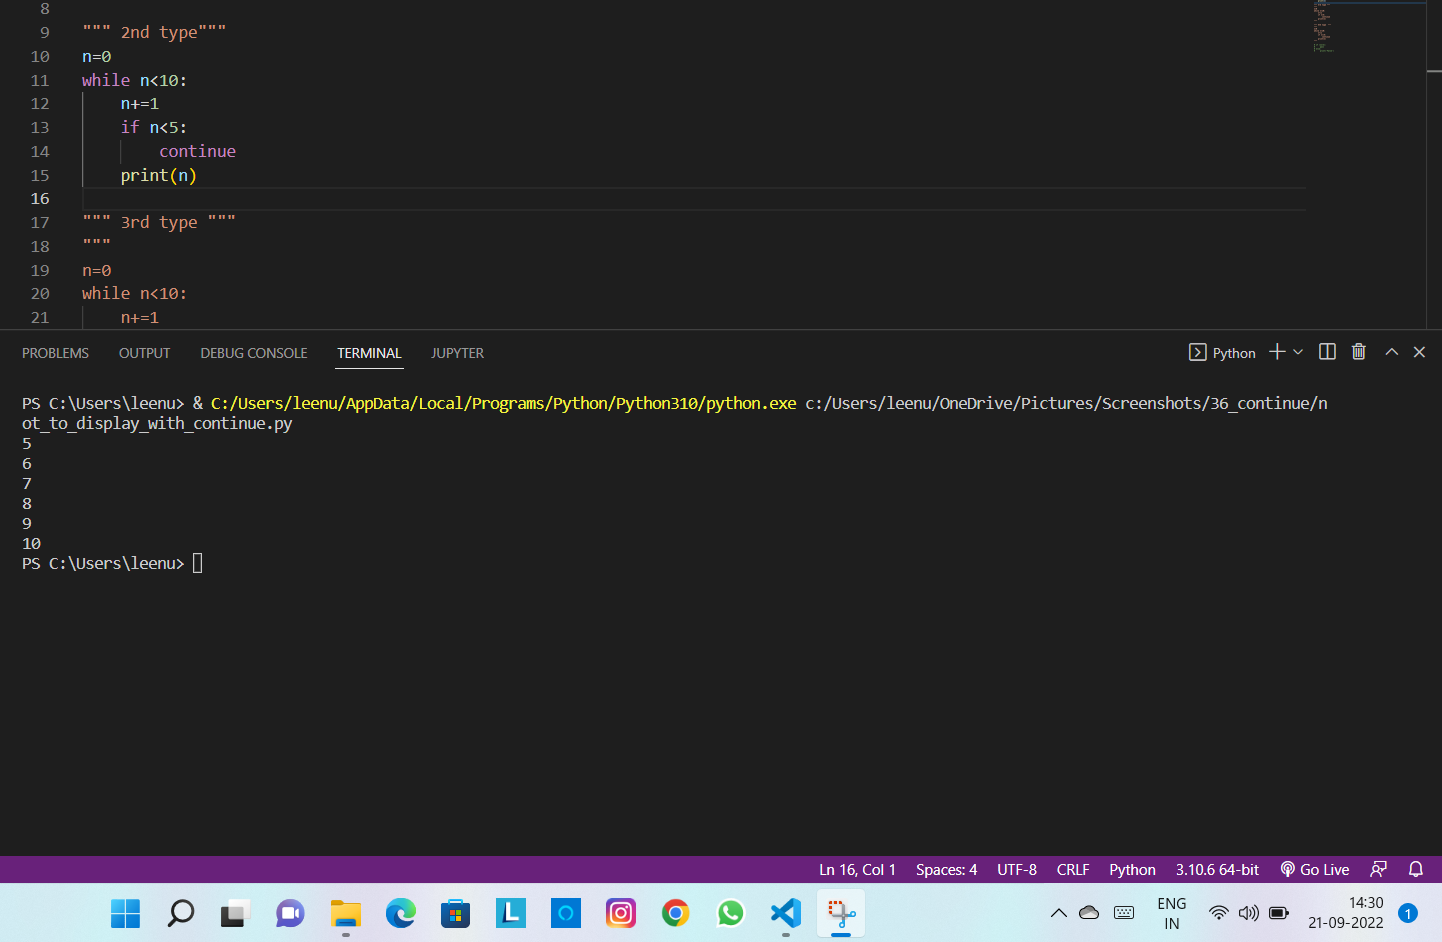 8
9 """ 2nd type"""
10 n=0
11 while n<10:
12     n+=1
13     if n<5:
14         continue
15     print(n)
16
17 """ 3rd type """
18 """
19 n=0
20 while n<10:
21     n+=1
PROBLEMS OUTPUT DEBUG CONSOLE TERMINAL JUPYTER Python
PS C:\Users\leenu> & C:/Users/leenu/AppData/Local/Programs/Python/Python310/python.exe c:/Users/leenu/OneDrive/Pictures/Screenshots/36_continue/n
ot_to_display_with_continue.py
5
6
7
8
9
10
PS C:\Users\leenu>
Ln 16, Col 1 Spaces: 4 UTF-8 CRLF Python 3.10.6 64-bit Go Live
L
ENG
IN
14:30
21-09-2022
1